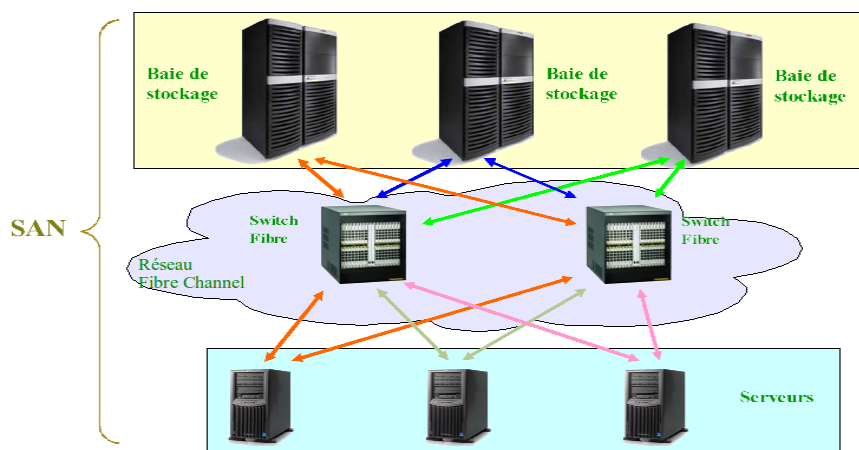 Baie de
stockage
Baie de
stockage
Baie de
stockage
SAN
Switch
Fibre
Switch
Fibre
Réseau
Fibre Channel
Serveurs